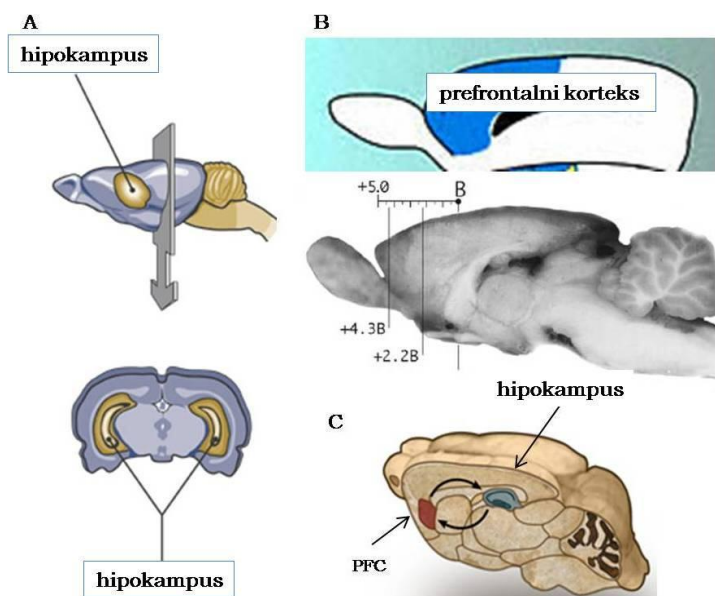 A
hipokampus
hipokampus
B
prefrontalni korteks
+5.0
B
+4.3B
+2.2B
hipokampus
C
PFC